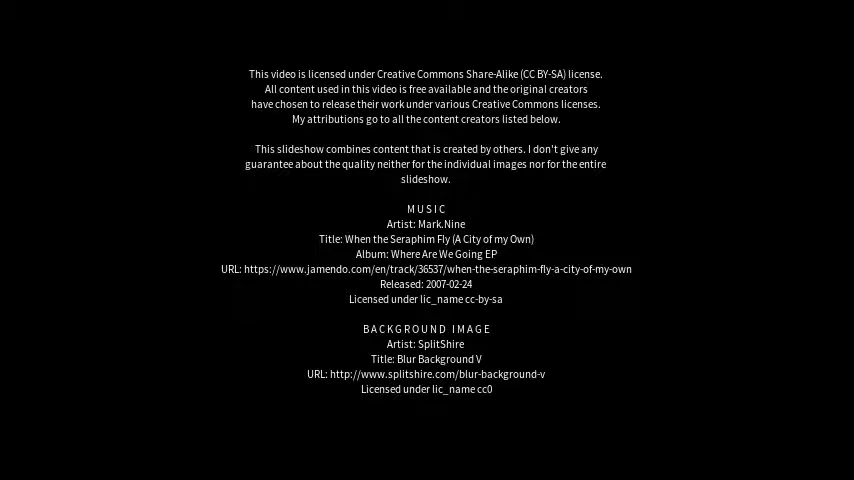 This video is licensed under Creative Commons Share-Alike (CC BY-SA) license.
All content used in this video is free available and the original creators
have chosen to release their work under various Creative Commons licenses.
My attributions go to all the content creators listed below.
This slideshow combines content that is created by others. I don't give any
guarantee about the quality neither for the individual images nor for the entire
slideshow.
MUSIC
Artist: Mark.Nine
Title: When the Seraphim Fly (A City of my Own)
Album: Where Are We Going EP
URL: https://www.jamendo.com/en/track/36537/when-the-seraphim-fly-a-city-of-my-own
Released: 2007-02-24
Licensed under lic_name cc-by-sa
BACKGROUND IMAGE
Artist: SplitShire
Title: Blur Background V
URL: http://www.splitshire.com/blur-background-v
Licensed under lic_name cc0